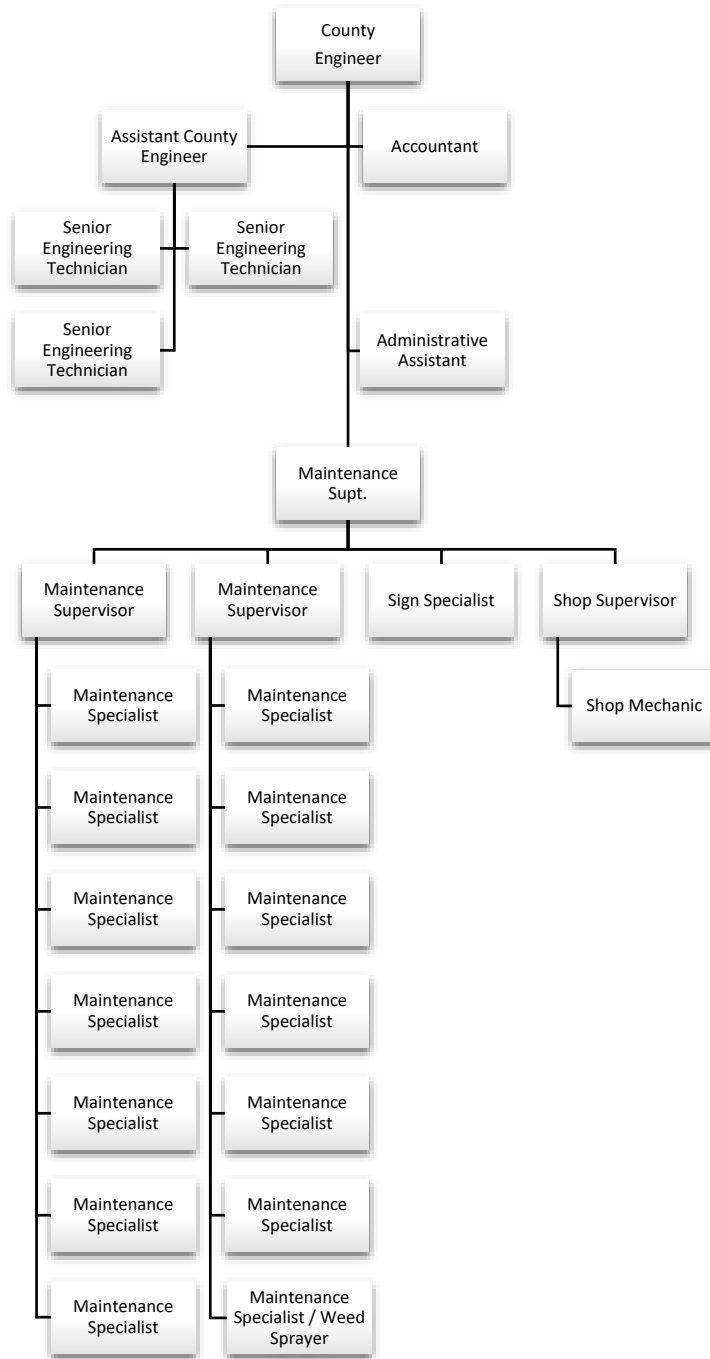 County
Engineer
Assistant County
Engineer
Accountant
Senior
Engineering
Technician
Senior
Engineering
Technician
Senior
Engineering
Technician
Administrative
Assistant
Maintenance
Supt.
Maintenance
Supervisor
Maintenance
Supervisor
Sign Specialist
Shop Supervisor
Maintenance
Specialist
Maintenance
Specialist
Shop Mechanic
Maintenance
Specialist
Maintenance
Specialist
Maintenance
Specialist
Maintenance
Specialist
Maintenance
Specialist
Maintenance
Specialist
Maintenance
Specialist
Maintenance
Specialist
Maintenance
Specialist
Maintenance
Specialist
Maintenance
Specialist
Maintenance
Specialist / Weed
Sprayer